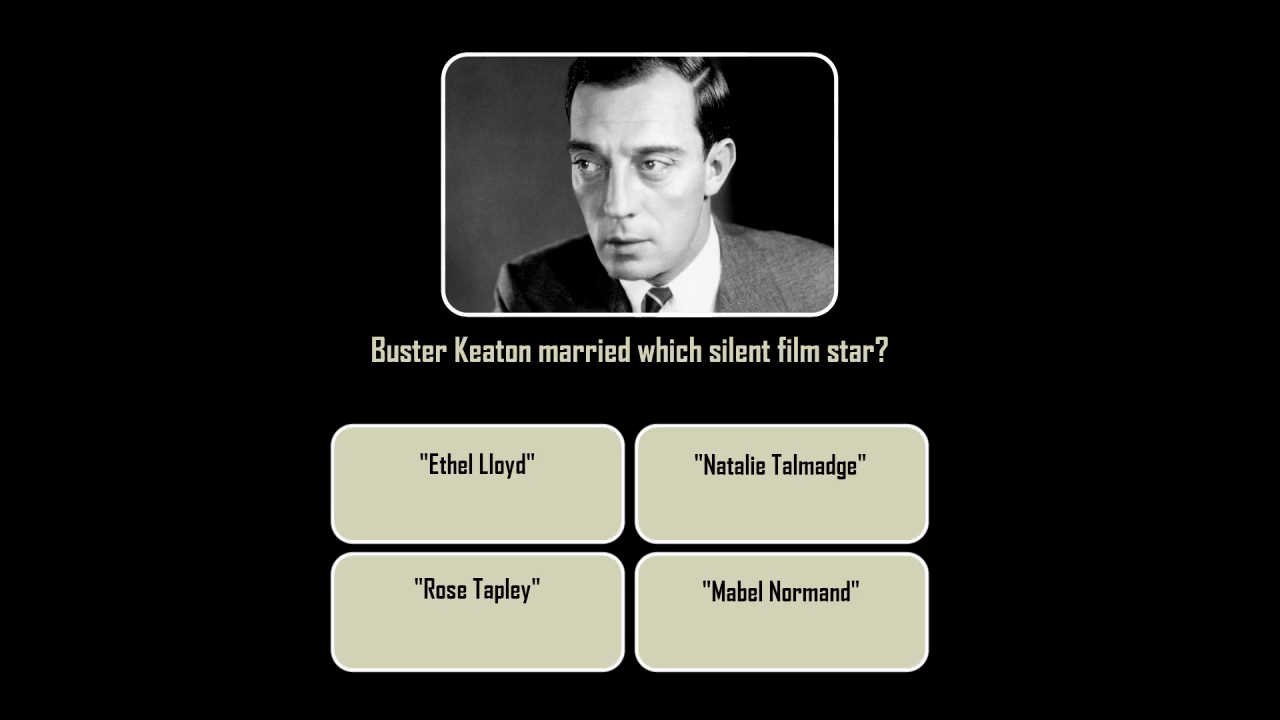 Buster Keaton married which silent film star?
"Ethel Lloyd"
"Natalie Talmadge"
"Rose Tapley"
"Mabel Normand"